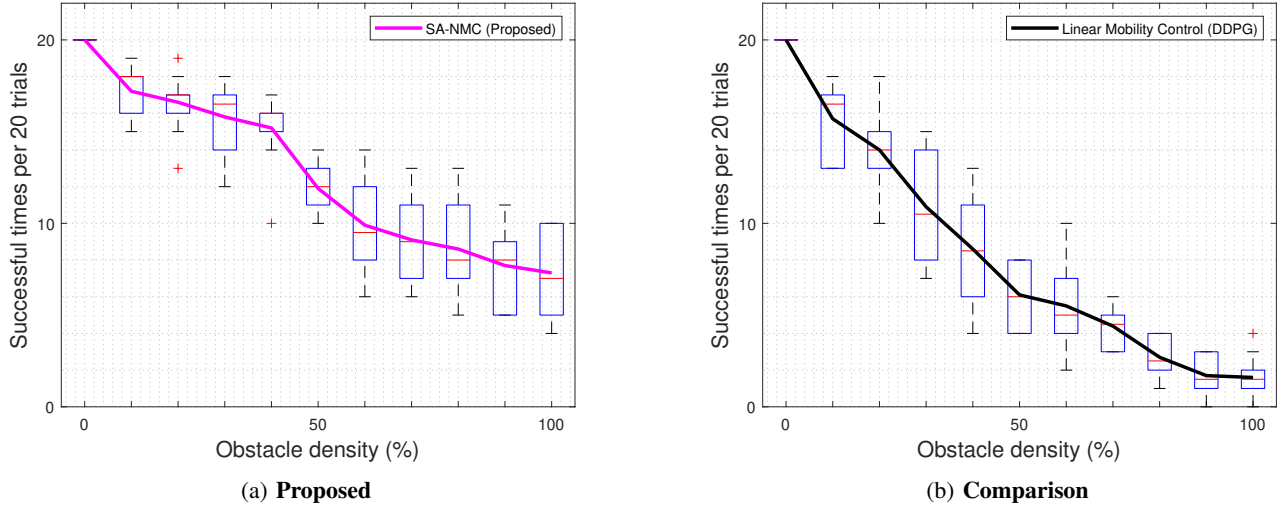 SA-NMC (Proposed)
20
10
0
Successful times per 20 trials
0
50
100
Obstacle density (%)
(a) Proposed
Linear Mobility Control (DDPG)
20
10
0
Successful times per 20 trials
0
50
100
Obstacle density (%)
(b) Comparison